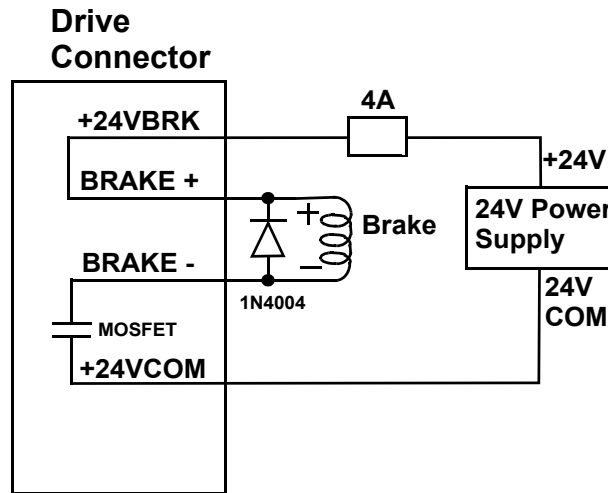 Drive
Connector
+24VBRK
4A
+24V
BRAKE +
+
Brake
24V Power
Supply
BRAKE -
−
1N4004
24V
COM
MOSFET
+24VCOM